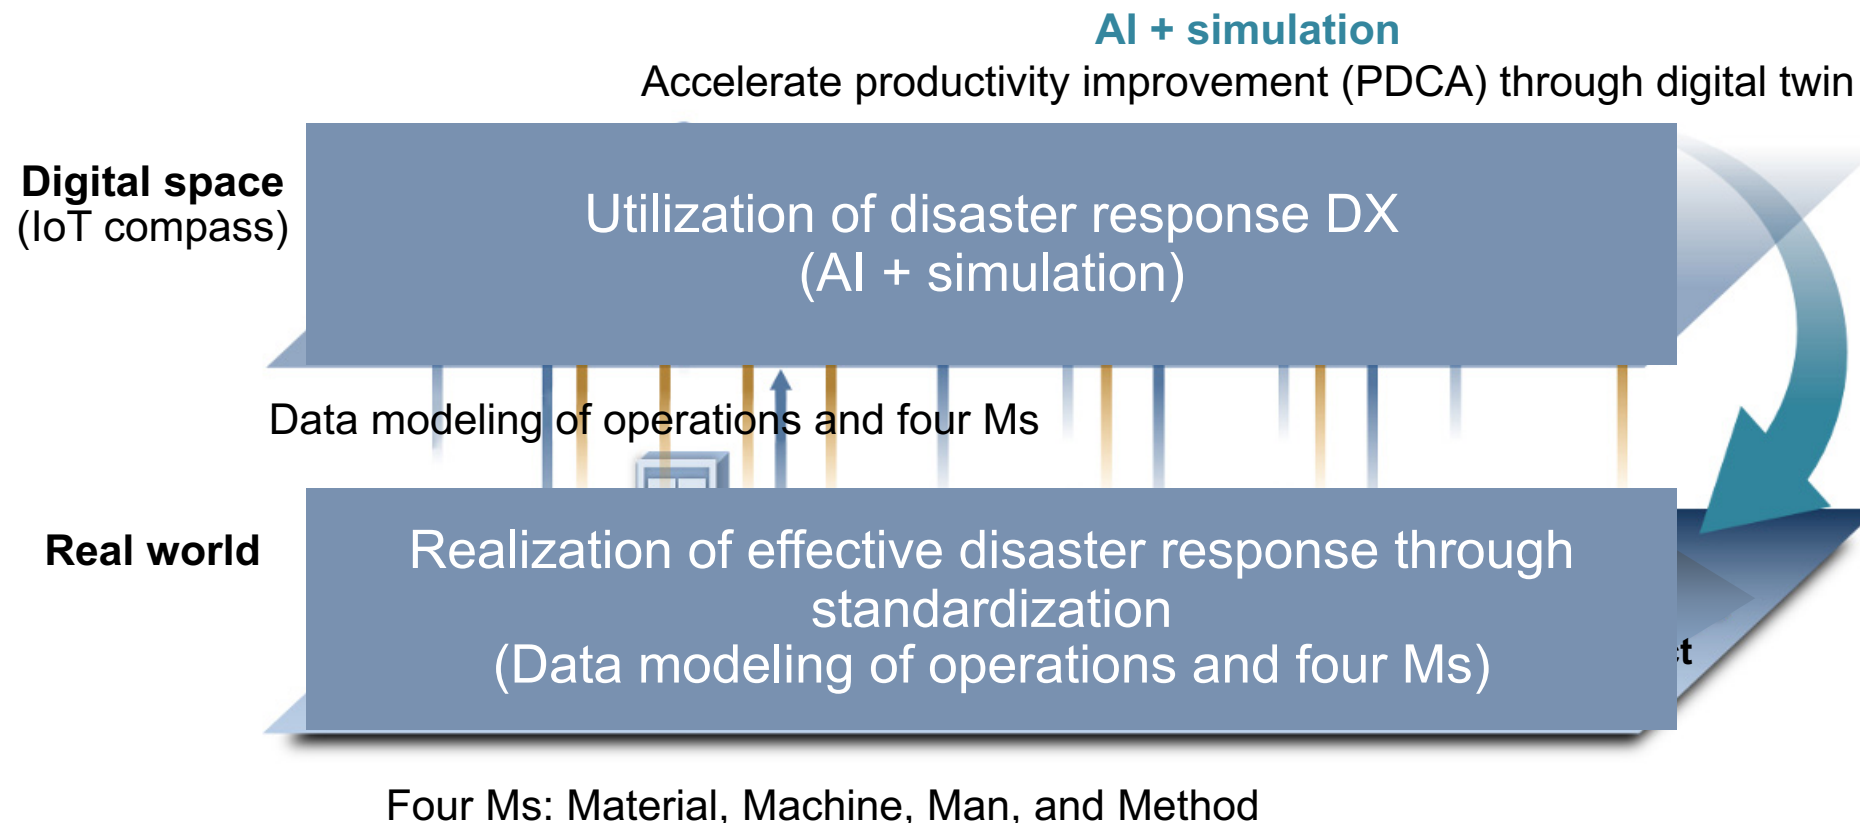 AI + simulation
Accelerate productivity improvement (PDCA) through digital twin
Digital space
(IoT compass)
Utilization of disaster response DX
(AI + simulation)
Data modeling of operations and four Ms
Real world
Realization of effective disaster response through
standardization
(Data modeling of operations and four Ms)
Four Ms: Material, Machine, Man, and Method